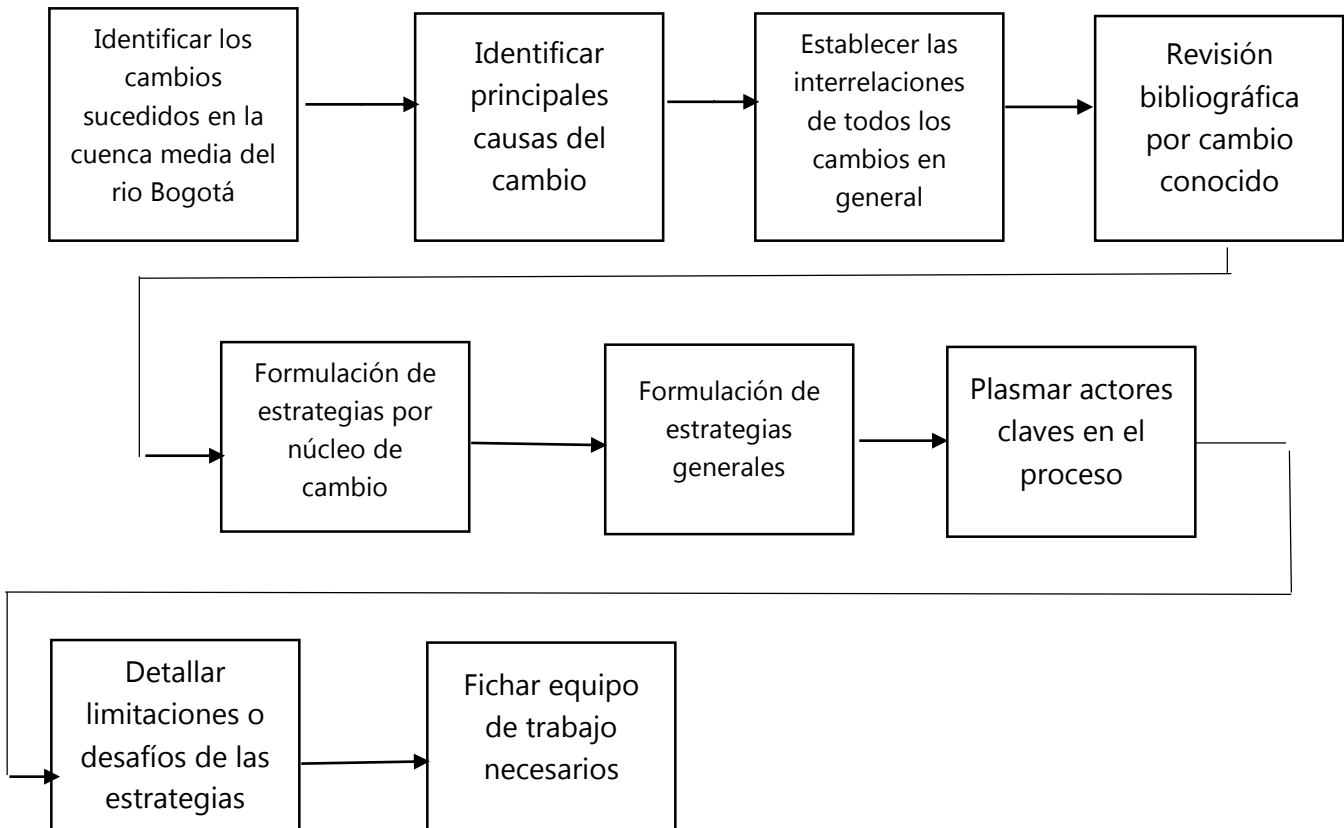 Identificar los
cambios
sucedidos en la
cuenca media del
rio Bogotá
Identificar
principales
causas del
cambio
Establecer las
interrelaciones
de todos los
cambios en
general
Revisión
bibliográfica
por cambio
conocido
Formulación de
estrategias por
núcleo de
cambio
Formulación de
estrategias
generales
Plasmar actores
claves en el
proceso
Detallar
limitaciones o
desafíos de las
estrategias
Fichar equipo
de trabajo
necesarios